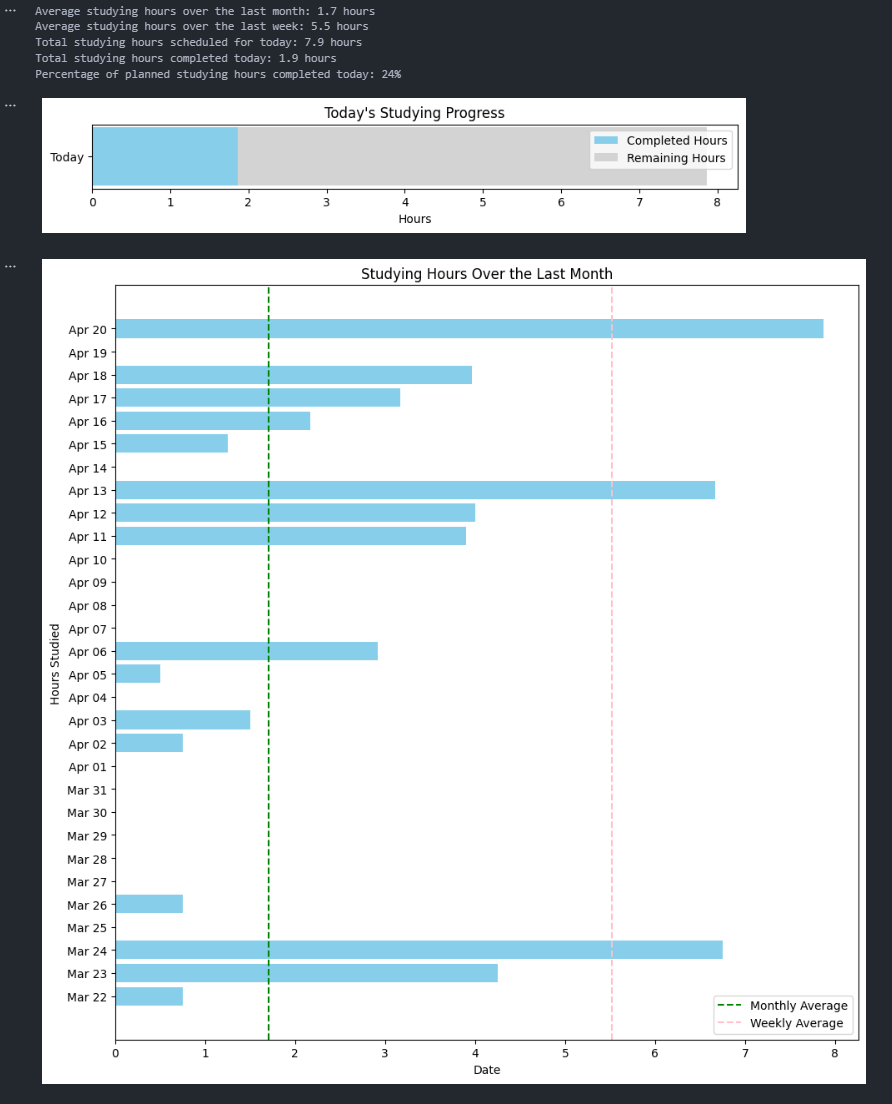 ... Average studying hours over the last month: 1.7 hours
Average studying hours over the last week: 5.5 hours
Total studying hours scheduled for today: 7.9 hours
Total studying hours completed today: 1.9 hours
Percentage of planned studying hours completed today: 24%
...
Today's Studying Progress
Completed Hours
Today
Remaining Hours
0 1 2 3 4 5 6 7 8
Hours
...
Studying Hours Over the Last Month
Hours Studied
Apr 20
Apr 19
Apr 18
Apr 17
Apr 16
Apr 15
Apr 14
Apr 13
Apr 12
Apr 11
Apr 10
Apr 09
Apr 08
Apr 07
Apr 06
Apr 05
Apr 04
Apr 03
Apr 02
Apr 01
Mar 31
Mar 30
Mar 29
Mar 28
Mar 27
Mar 26
Mar 25
Mar 24
Mar 23
Mar 22
Monthly Average
Weekly Average
0 1 2 3 4 5 6 7 8
Date